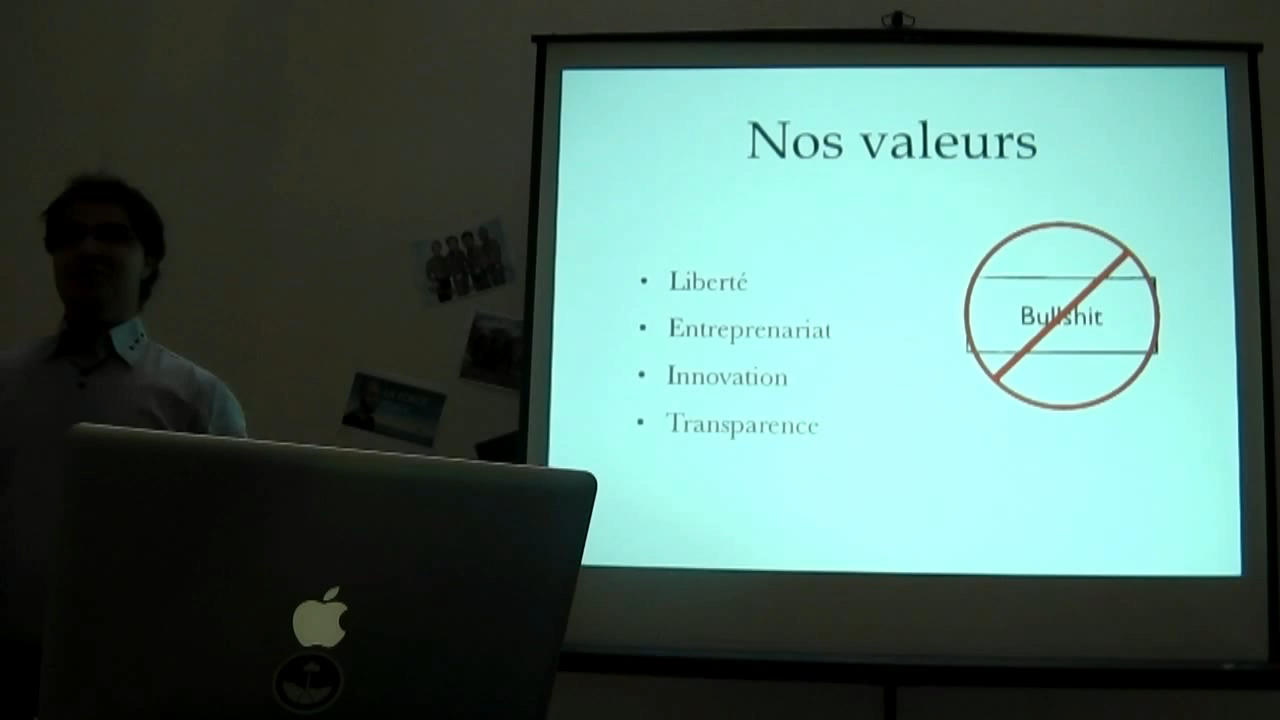 Nos valeurs
• Liberté
• Entreprenariat
• Innovation
• Transparence
Bullshit